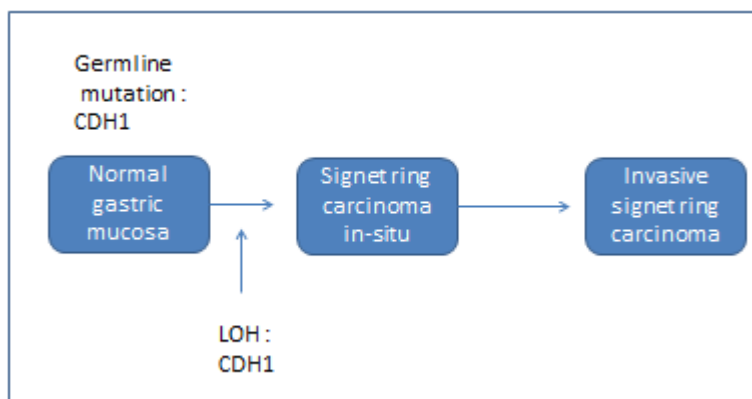 Germline
mutation :
CDH1
Normal
gastric
mucosa
Signet ring
carcinoma
in-situ
Invasive
signet ring
carcinoma
LOH :
CDH1